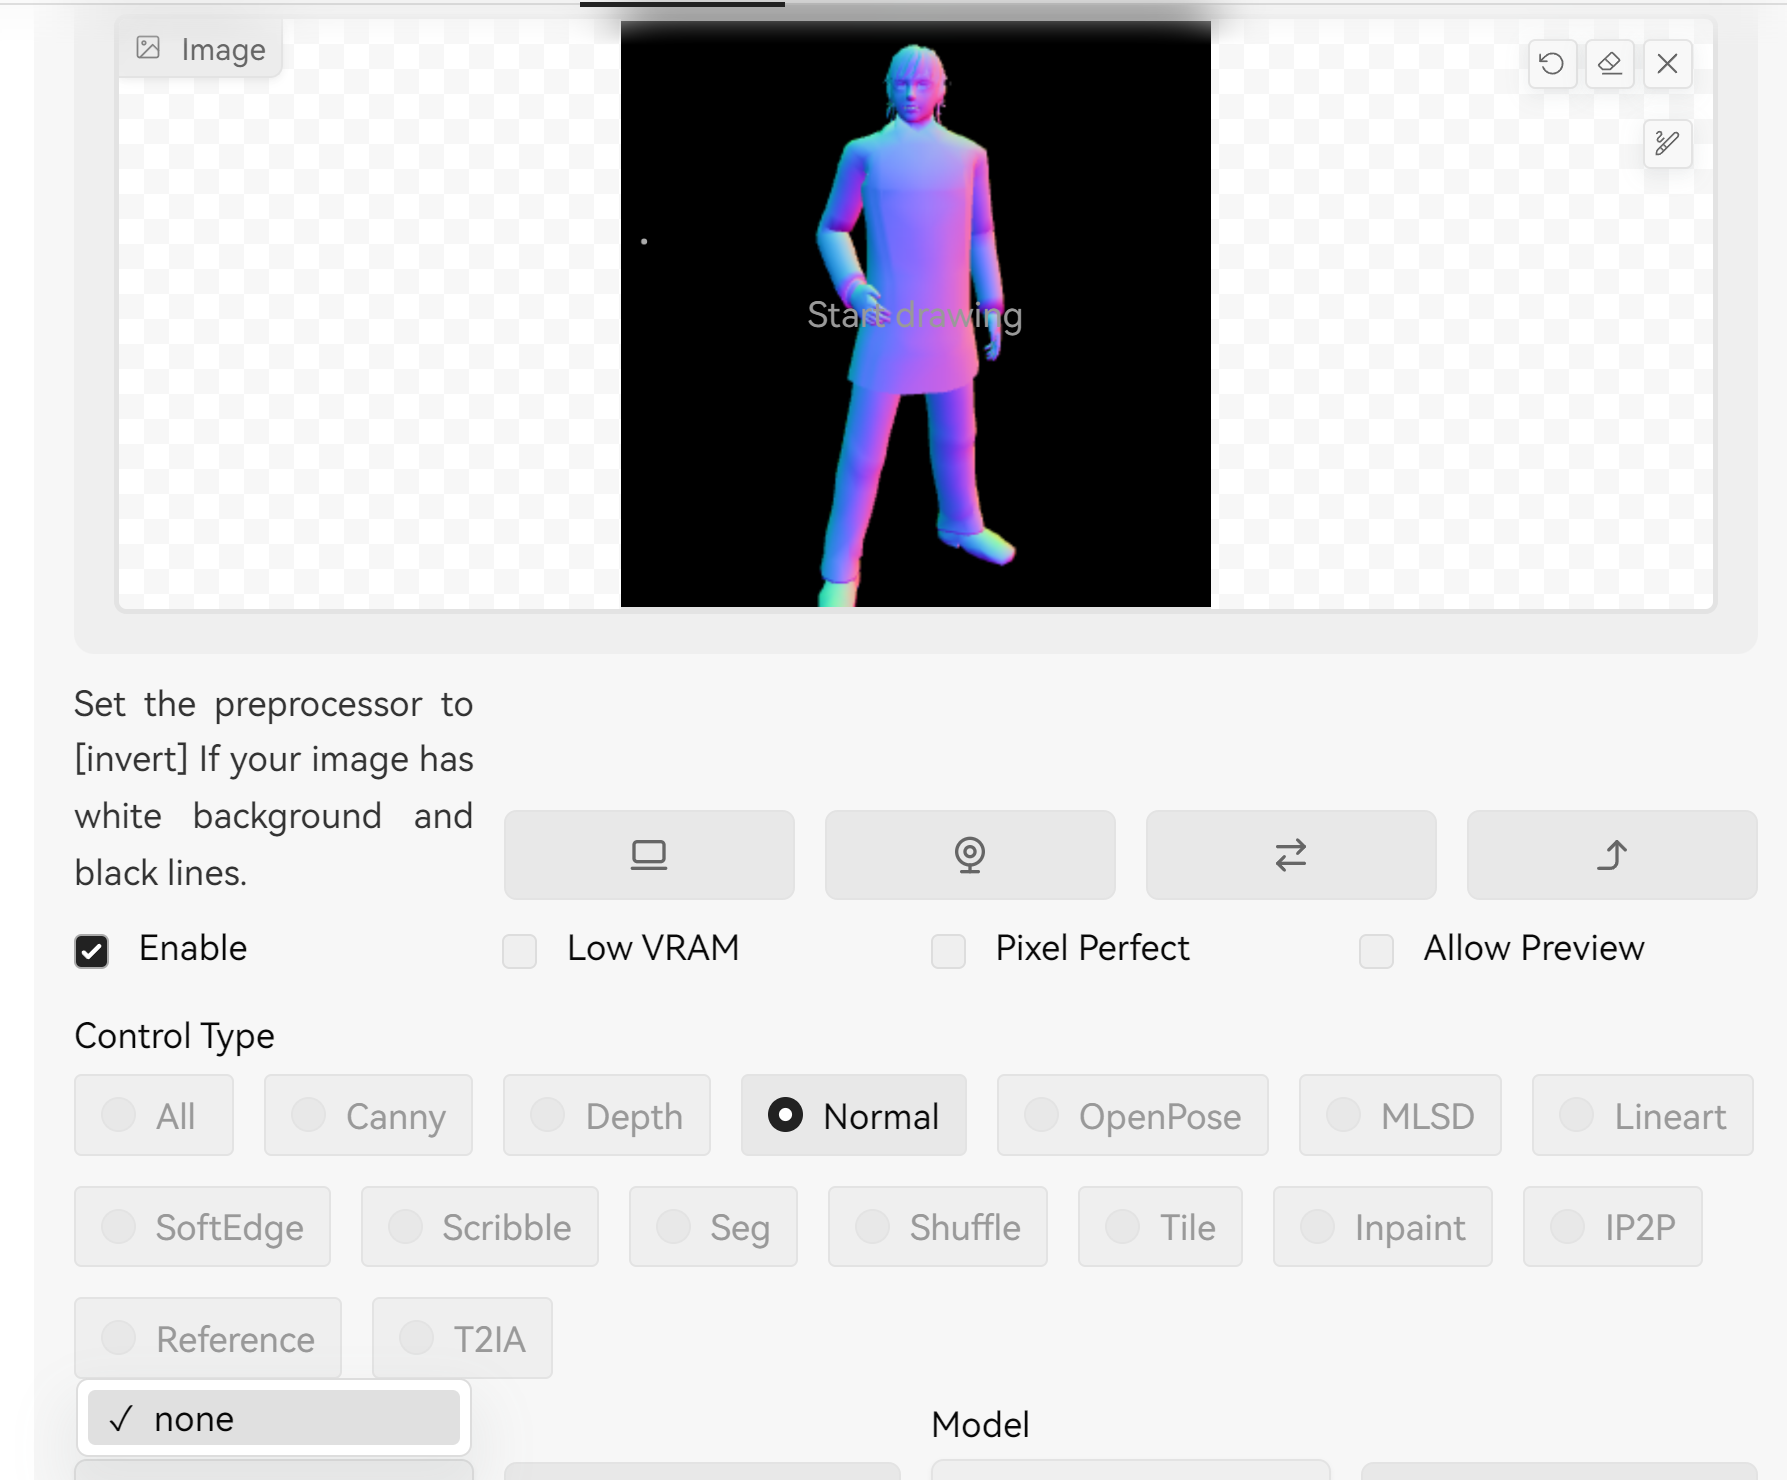 Image
Start drawing
Set the preprocessor to
[invert] If your image has
white background and
black lines.
Enable
Low VRAM
Pixel Perfect
Allow Preview
Control Type
All
Canny
Depth
Normal
OpenPose
MLSD
Lineart
SoftEdge
Scribble
Seg
Shuffle
Tile
Inpaint
IP2P
Reference
T2IA
none
Model